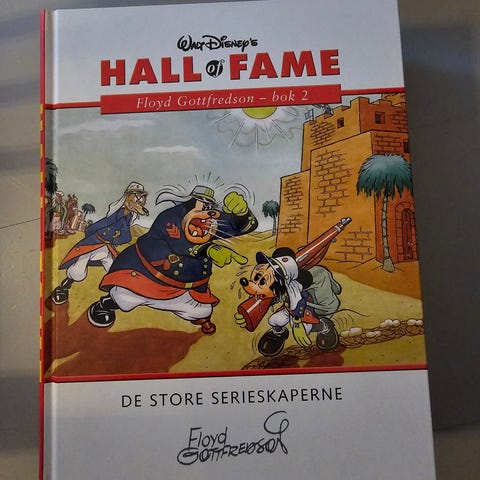 Walt Disney's
HALL of FAME
Floyd Gottfredson – bok 2
DE STORE SERIESKAPERNE
Floyd
GOTTFREDSON